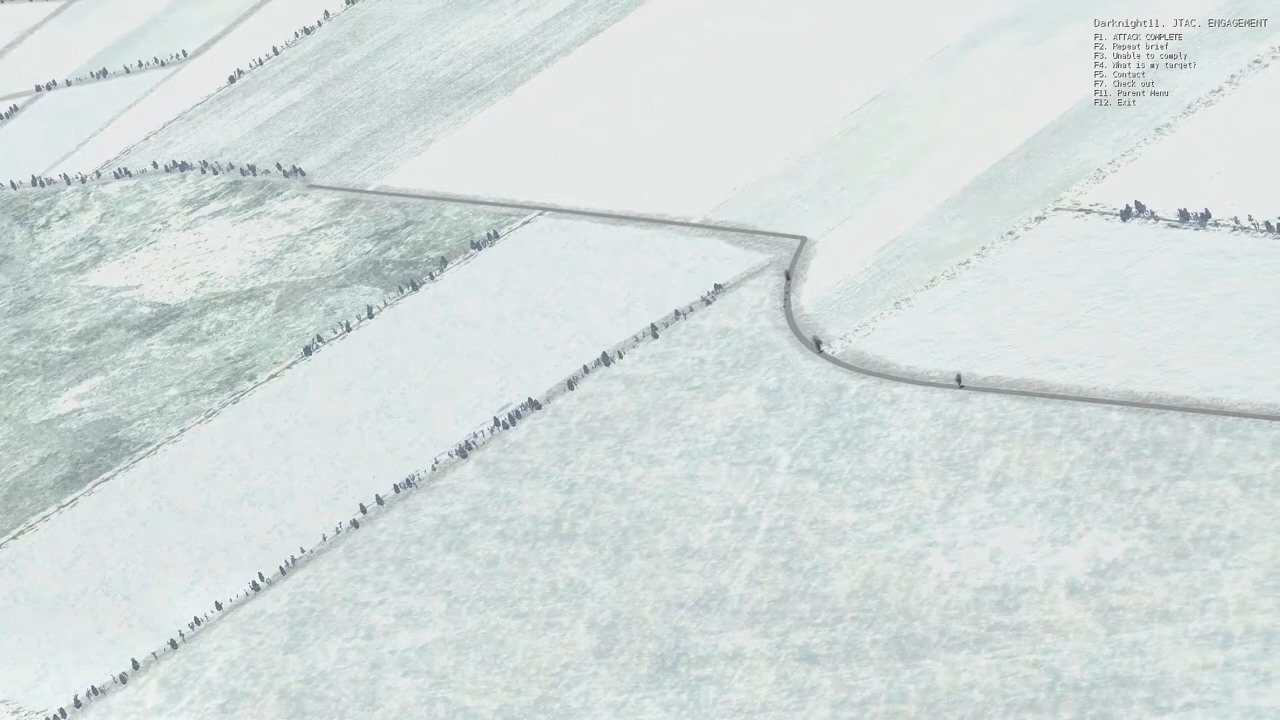 Darknight11. JTAC. ENGAGEMENT
F1. ATTACK COMPLETE
F2. Repeat brief
F3. Unable to comply
F4. What is my target?
F5. Contact
F7. Check out
F11. Parent Menu
F12. Exit